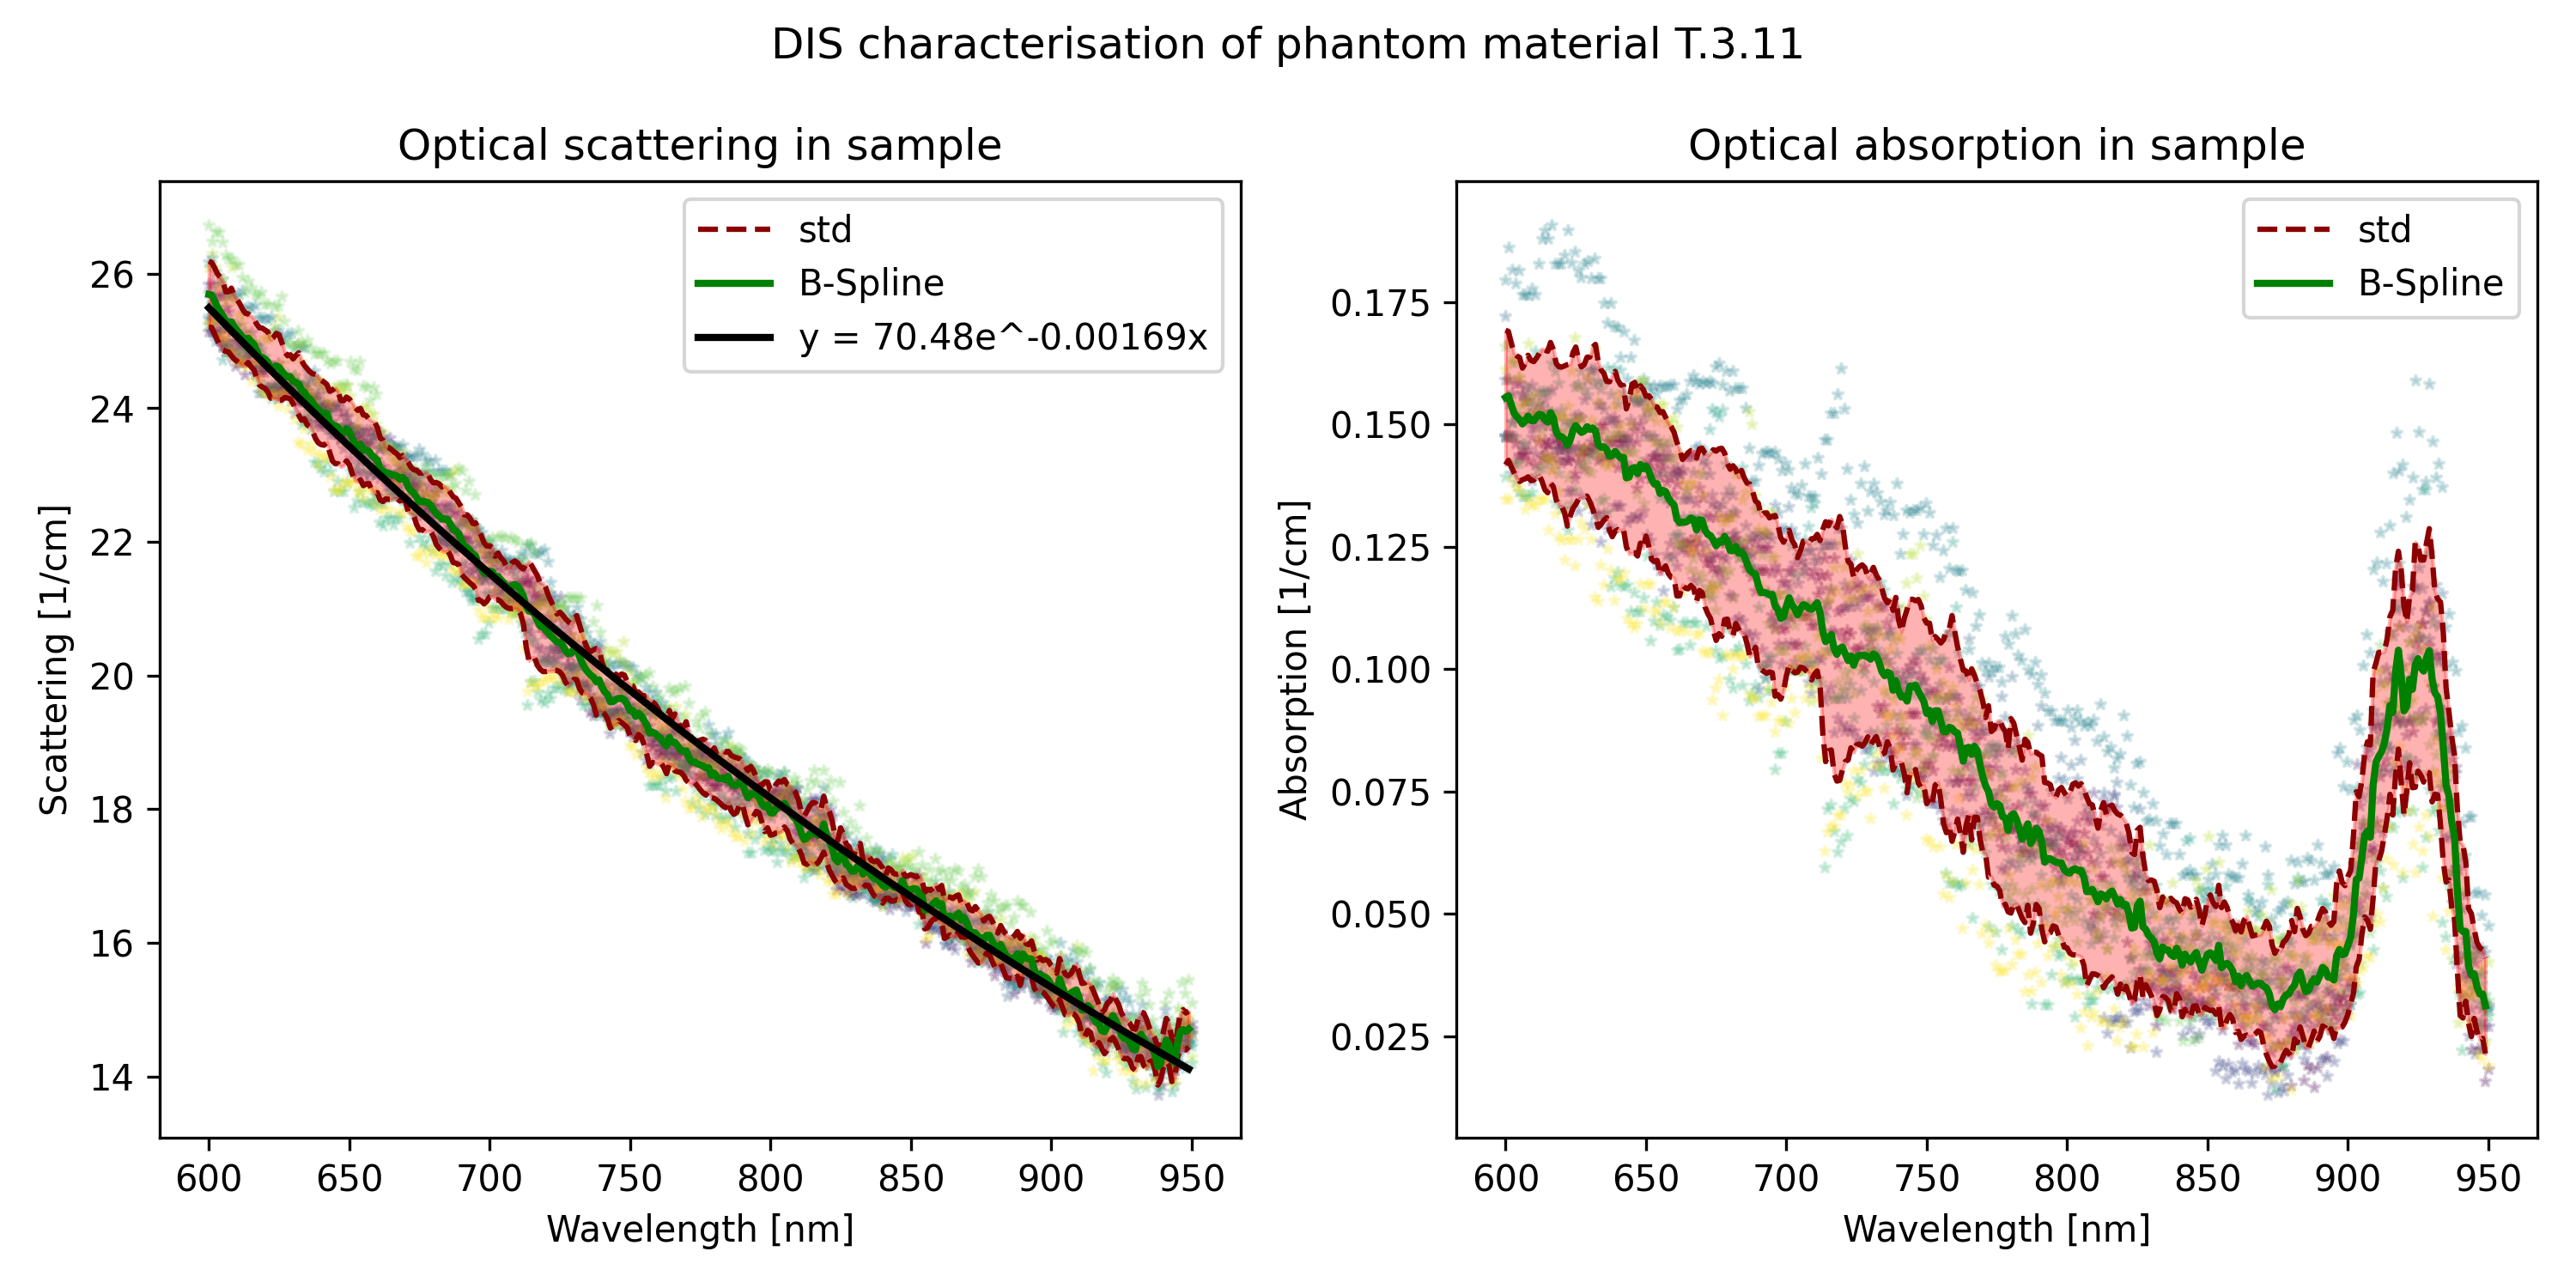 DIS characterisation of phantom material T.3.11
Optical scattering in sample
std
B-Spline
y = 70.48e^-0.00169x
26
24
22
20
18
16
14
Scattering [1/cm]
600 650 700 750 800 850 900 950
Wavelength [nm]
Optical absorption in sample
std
B-Spline
0.175
0.150
0.125
0.100
0.075
0.050
0.025
Absorption [1/cm]
600 650 700 750 800 850 900 950
Wavelength [nm]